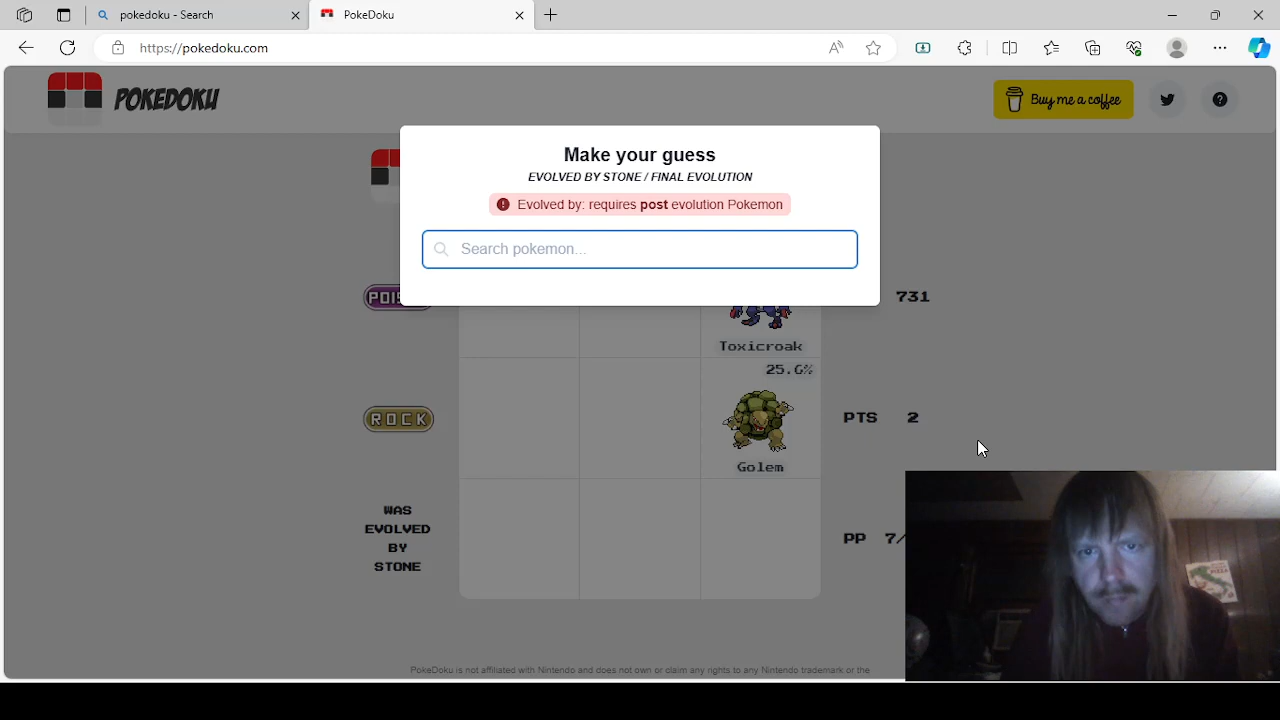 pokedoku - Search
PokeDoku
https://pokedoku.com
POKEDOKU
Buy me a coffee
Make your guess
EVOLVED BY STONE / FINAL EVOLUTION
Evolved by: requires post evolution Pokemon
Search pokemon...
POIS
731
Toxicroak
25.6%
ROCK
PTS 2
Golem
WAS
EVOLVED
BY
STONE
PP 7/
PokeDoku is not affiliated with Nintendo and does not own or claim any rights to any Nintendo trademark or the